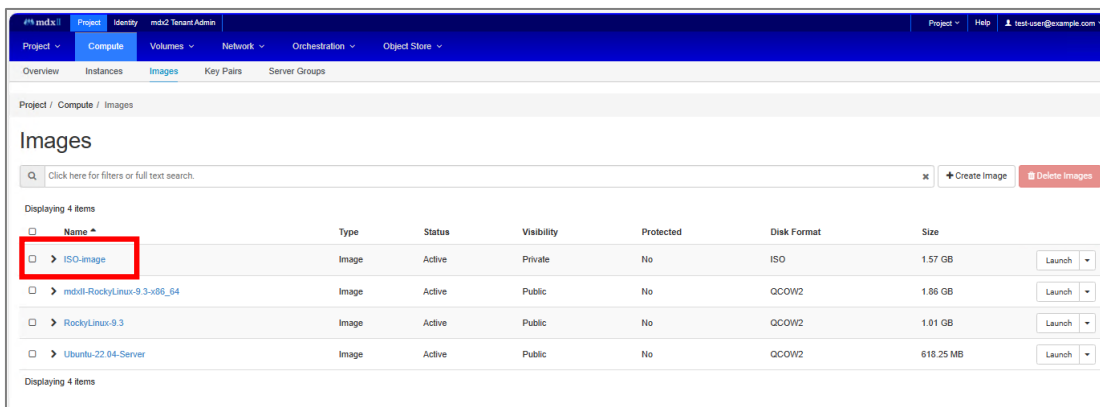 mdxII Project Identity mdx2 Tenant Admin Project Help test-user@example.com
Project Compute Volumes Network Orchestration Object Store
Overview Instances Images Key Pairs Server Groups
Project / Compute / Images
Images
Click here for filters or full text search. × + Create Image Delete Images
Displaying 4 items
Name Type Status Visibility Protected Disk Format Size
ISO-image Image Active Private No ISO 1.57 GB Launch
mdxII-RockyLinux-9.3-x86_64 Image Active Public No QCOW2 1.86 GB Launch
RockyLinux-9.3 Image Active Public No QCOW2 1.01 GB Launch
Ubuntu-22.04-Server Image Active Public No QCOW2 618.25 MB Launch
Displaying 4 items